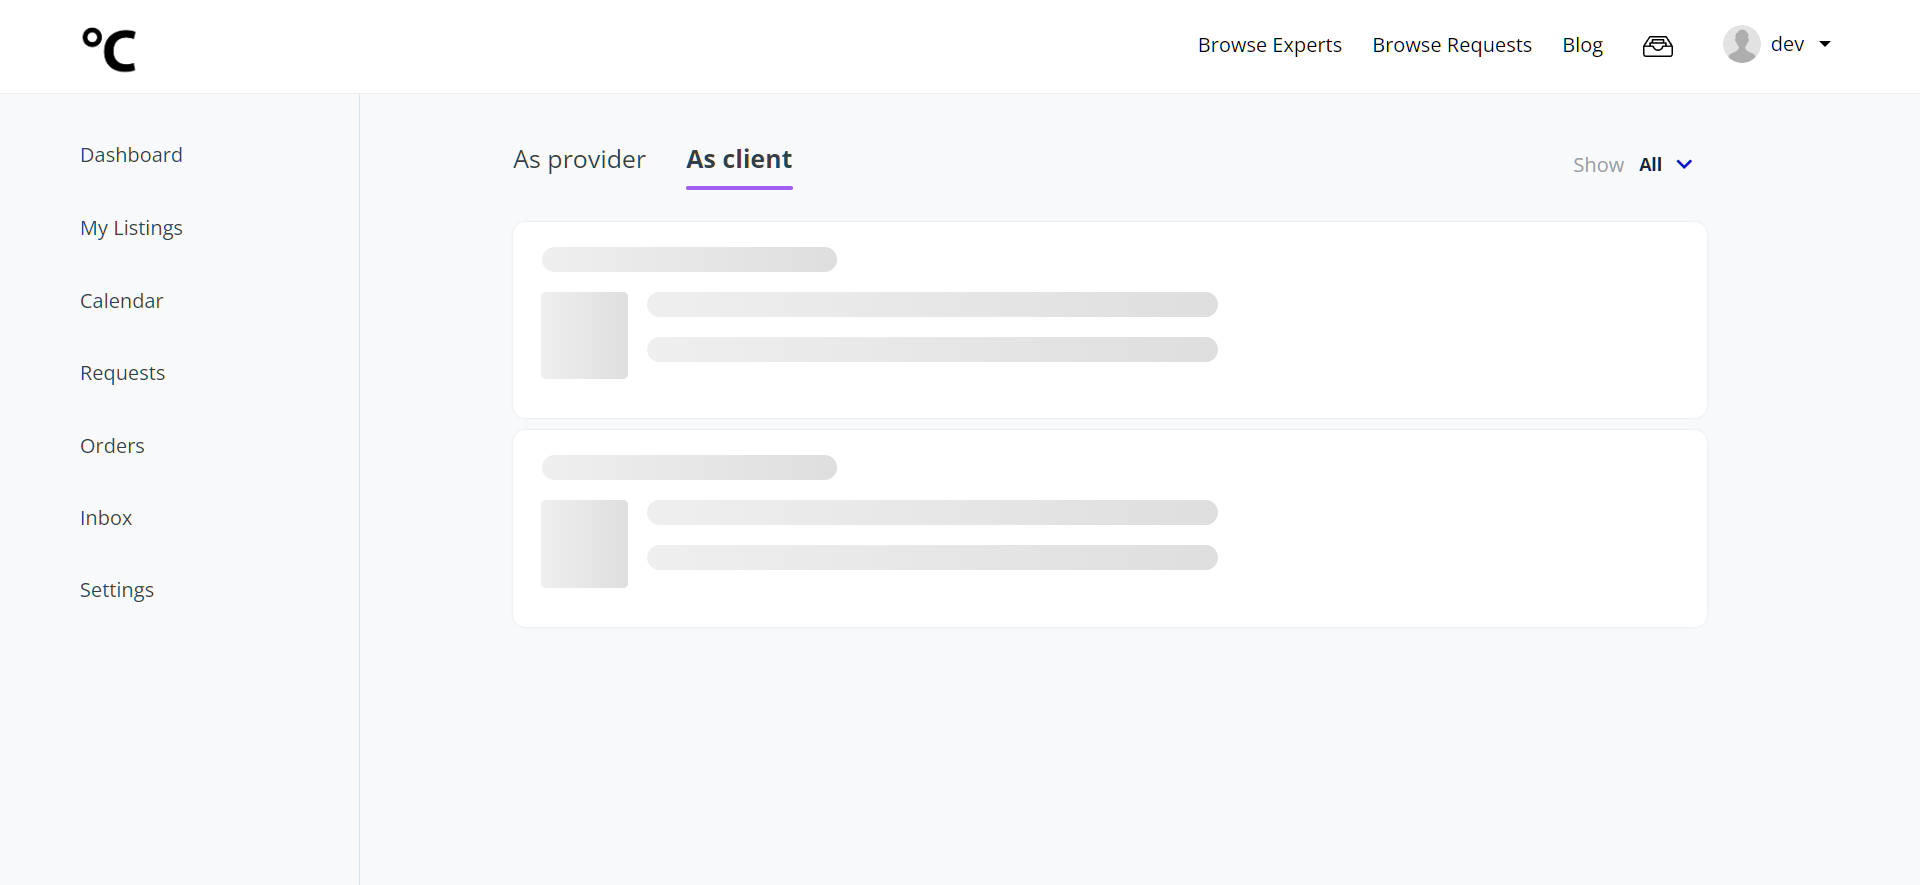 °C
Browse Experts
Browse Requests
Blog
dev
Dashboard
My Listings
Calendar
Requests
Orders
Inbox
Settings
As provider
As client
Show All